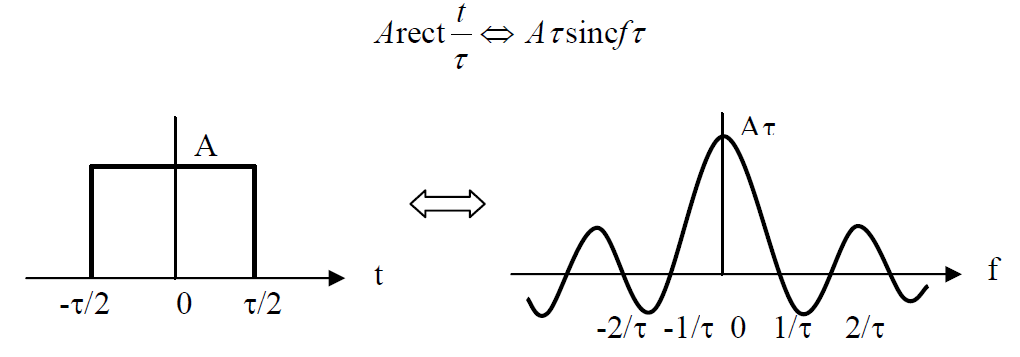 Arect t/τ ⇔ Aτsincfτ
A
Aτ
t
f
-τ/2 0 τ/2
-2/τ -1/τ 0 1/τ 2/τ